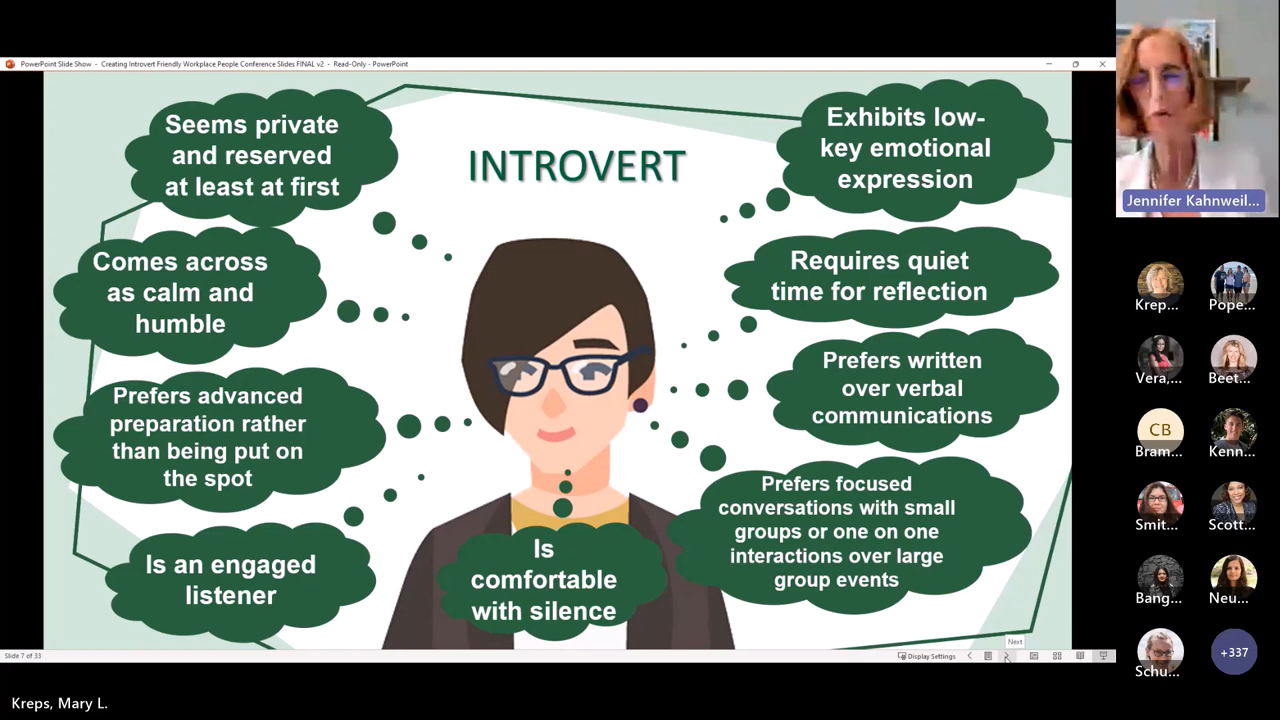 PowerPoint Slide Show - Creating Introvert Friendly Workplace People Conference Slides FINAL v2 - Read-Only - PowerPoint
INTROVERT
Seems private
and reserved
at least at first
Comes across
as calm and
humble
Prefers advanced
preparation rather
than being put on
the spot
Is an engaged
listener
Is
comfortable
with silence
Exhibits low-
key emotional
expression
Requires quiet
time for reflection
Prefers written
over verbal
communications
Prefers focused
conversations with small
groups or one on one
interactions over large
group events
Next
Slide 7 of 33
Display Settings
Jennifer Kahnweil...
Krep...
Pope...
Vera,...
Beet...
CB
Bram...
Kenn...
Smit...
Scott...
Bang...
Neu...
Schu...
+337
Kreps, Mary L.